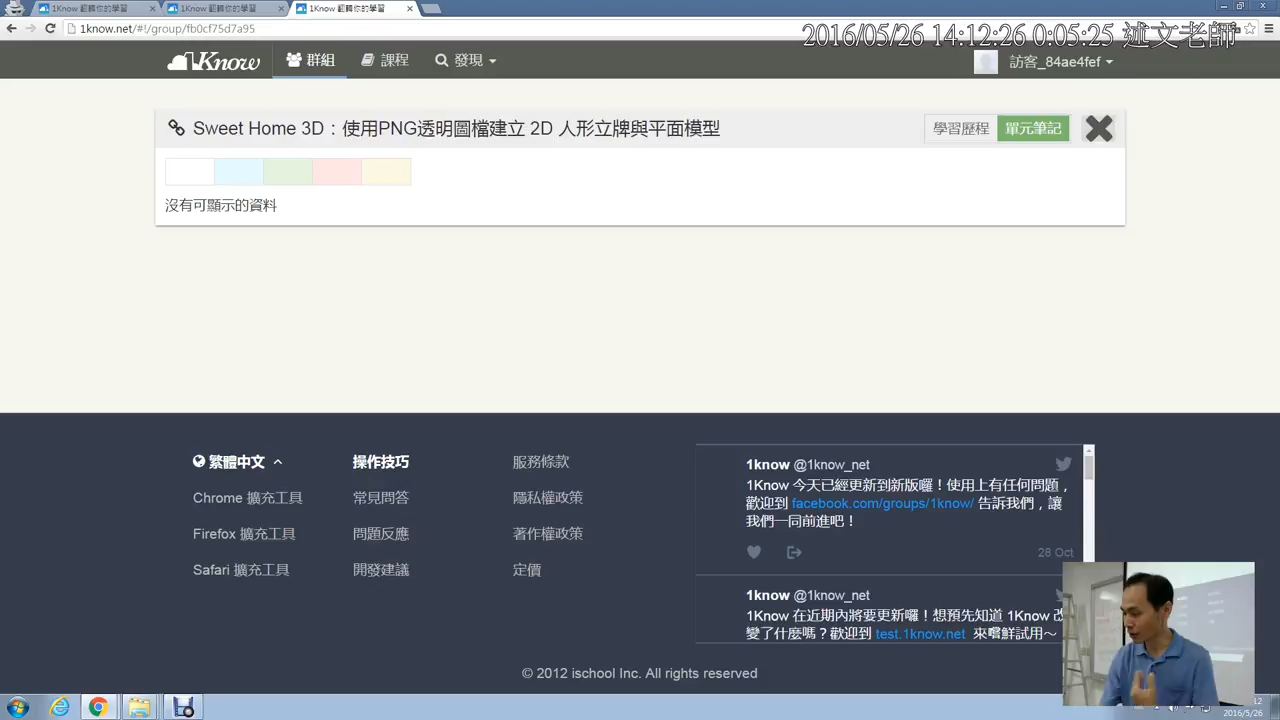 1Know 翻轉你的學習
1Know 翻轉你的學習
1Know 翻轉你的學習
1know.net/#!/group/fb0cf75d7a95
2016/05/26 14:12:26 0:05:25 述文老師
1Know
群組
課程
發現
訪客_84ae4fef
Sweet Home 3D：使用PNG透明圖檔建立 2D 人形立牌與平面模型
學習歷程
單元筆記
沒有可顯示的資料
繁體中文
Chrome 擴充工具
Firefox 擴充工具
Safari 擴充工具
操作技巧
常見問答
問題反應
開發建議
服務條款
隱私權政策
著作權政策
定價
1know @1know_net
1Know 今天已經更新到新版囉！使用上有任何問題，
歡迎到 facebook.com/groups/1know/ 告訴我們，讓
我們一同前進吧！
28 Oct
1know @1know_net
1Know 在近期內將要更新囉！想預先知道 1Know 改
變了什麼嗎？歡迎到 test.1know.net 來嚐鮮試用～
© 2012 ischool Inc. All rights reserved
2016/5/26